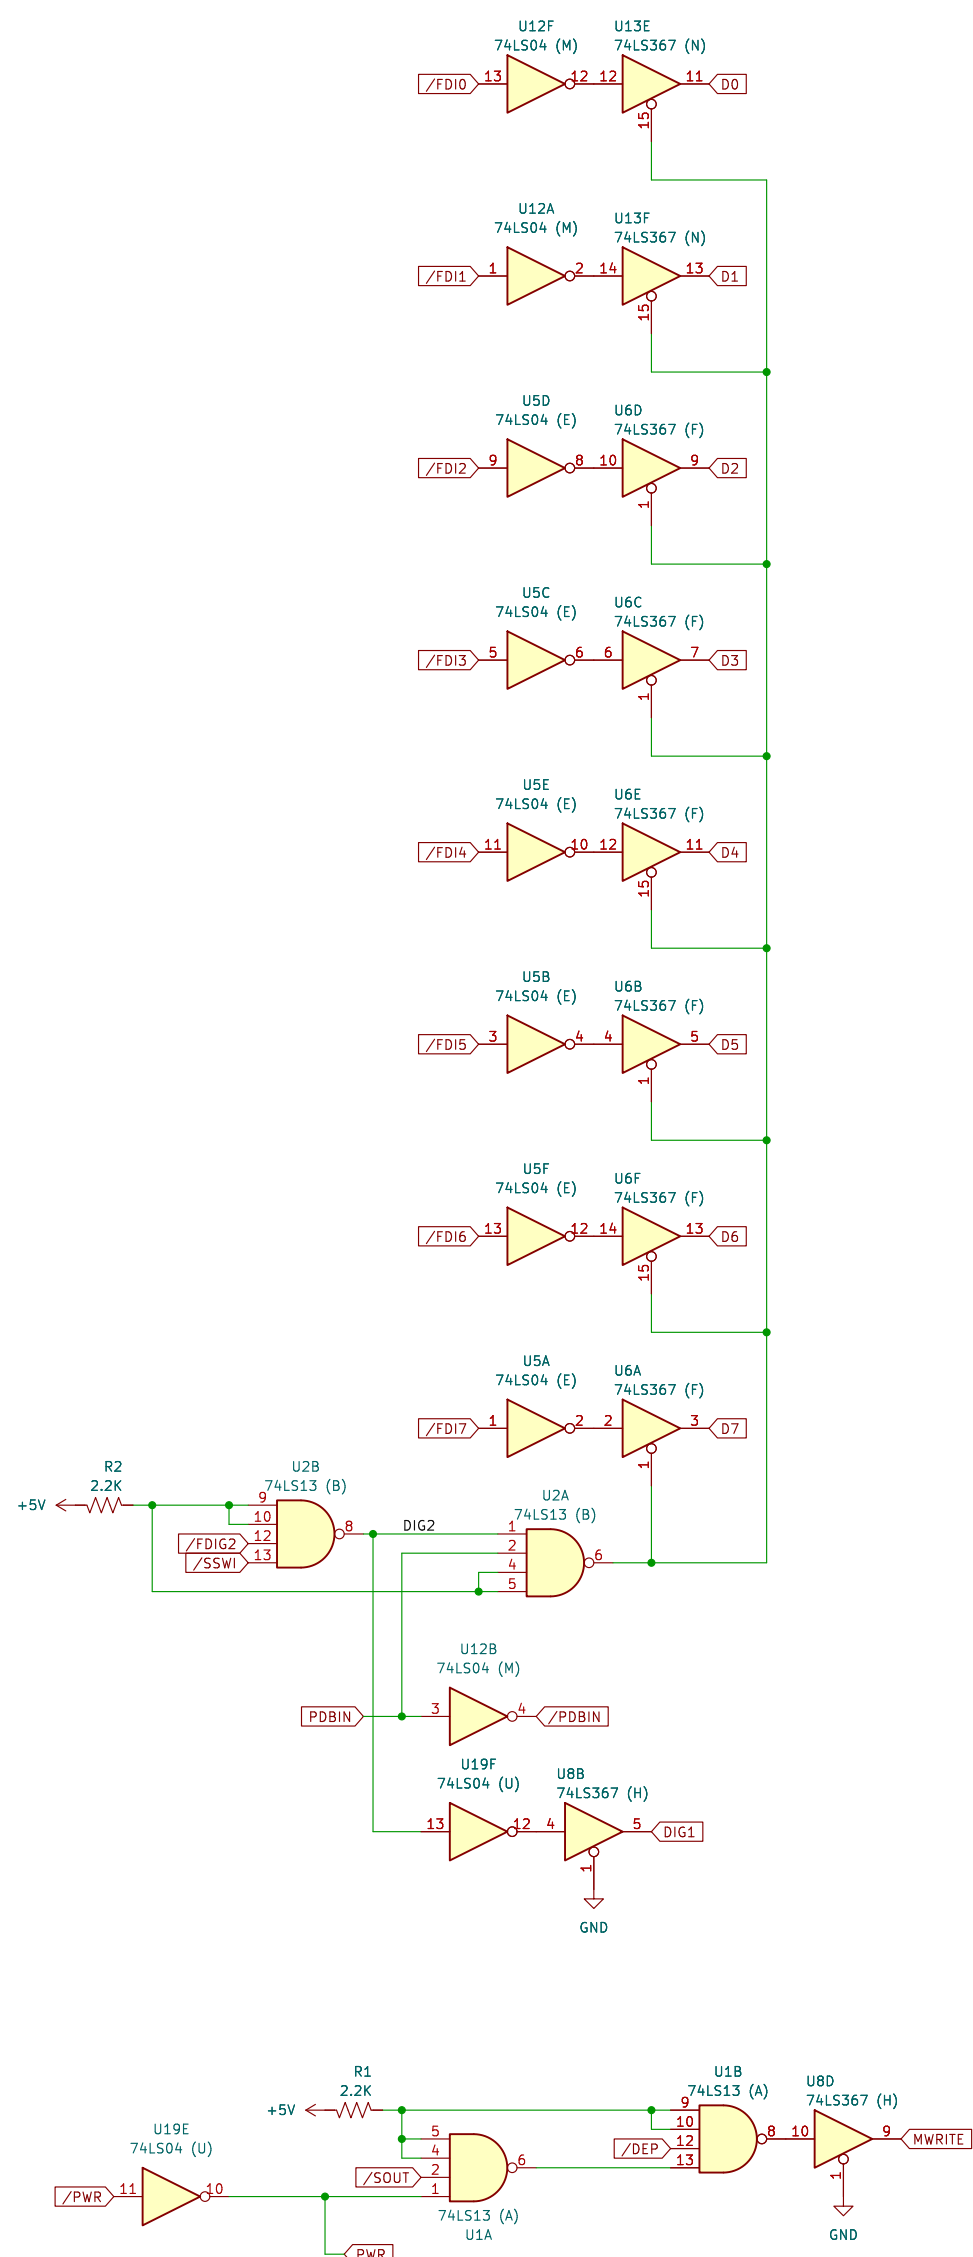 U12F U13E
74LS04 (M) 74LS367 (N)
/FDI0 13 12 12 11 D0
15
U12A U13F
74LS04 (M) 74LS367 (N)
/FDI1 1 2 14 13 D1
15
U5D U6D
74LS04 (E) 74LS367 (F)
/FDI2 9 8 10 9 D2
1
U5C U6C
74LS04 (E) 74LS367 (F)
/FDI3 5 6 6 7 D3
1
U5E U6E
74LS04 (E) 74LS367 (F)
/FDI4 11 10 12 11 D4
15
U5B U6B
74LS04 (E) 74LS367 (F)
/FDI5 3 4 4 5 D5
1
U5F U6F
74LS04 (E) 74LS367 (F)
/FDI6 13 12 14 13 D6
15
U5A U6A
74LS04 (E) 74LS367 (F)
/FDI7 1 2 2 3 D7
1
R2 U2B
2.2K 74LS13 (B)
U2A
74LS13 (B)
+5V 9
10
/FDIG2 12
/SSWI 13
8 DIG2 1
2
4
5
6
U12B
74LS04 (M)
PDBIN 3 4 /PDBIN
U19F U8B
74LS04 (U) 74LS367 (H)
13 12 4 5 DIG1
1
GND
R1 U1B U8D
2.2K 74LS13 (A) 74LS367 (H)
+5V 9
10
/DEP 12
13
8 10 9 MWRITE
1
GND
U19E
74LS04 (U)
5
4
/SOUT 2
1
6
/PWR 11 10
74LS13 (A)
U1A
PWR